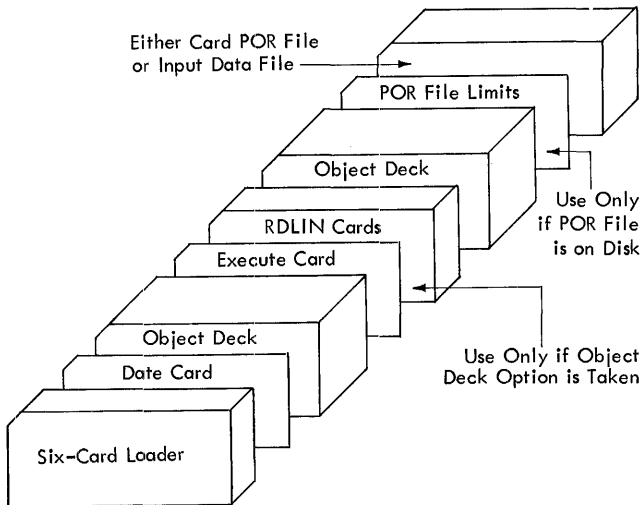 Either Card POR File
or Input Data File
POR File Limits
Object Deck
Use Only
if POR File
is on Disk
RDLIN Cards
Execute Card
Object Deck
Use Only if Object
Deck Option is Taken
Date Card
Six-Card Loader